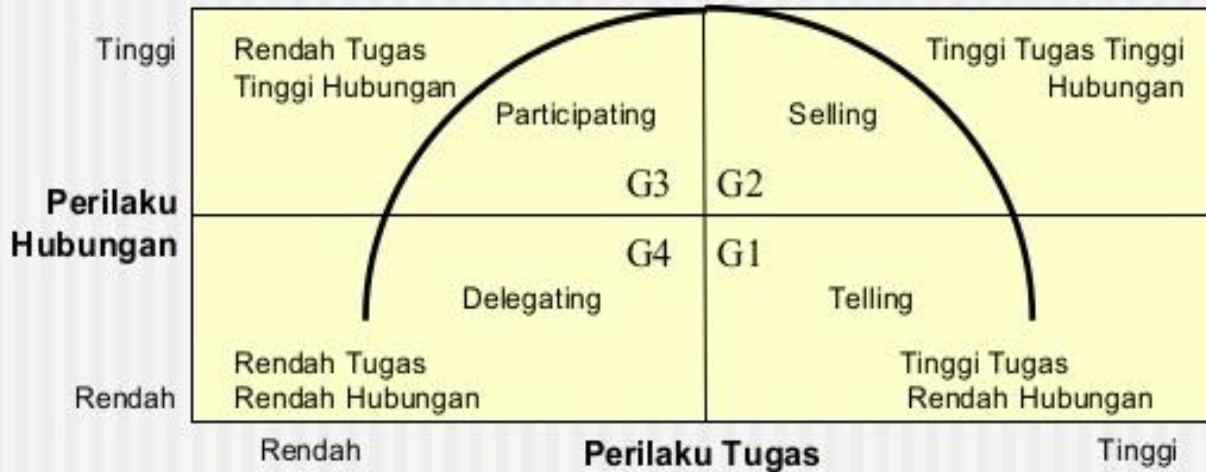 Tinggi
Rendah Tugas
Tinggi Hubungan
Participating
G3
Tinggi Tugas Tinggi
Hubungan
Selling
G2
Perilaku
Hubungan
G4
Delegating
Rendah Tugas
Rendah Hubungan
G1
Telling
Tinggi Tugas
Rendah Hubungan
Rendah
Rendah
Perilaku Tugas
Tinggi